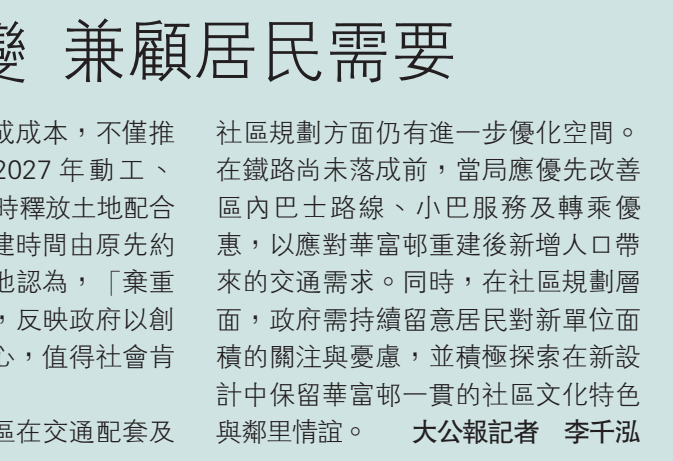 變 兼顧居民需要
成成本，不僅推
2027年動工、
時釋放土地配合
建時間由原先約
他認為，「棄重
，反映政府以創
心，值得社會肯
區在交通配套及
社區規劃方面仍有進一步優化空間。
在鐵路尚未落成前，當局應優先改善
區內巴士路線、小巴服務及轉乘優
惠，以應對華富邨重建後新增人口帶
來的交通需求。同時，在社區規劃層
面，政府需持續留意居民對新單位面
積的關注與憂慮，並積極探索在新設
計中保留華富邨一貫的社區文化特色
與鄰里情誼。 大公報記者 李千泓